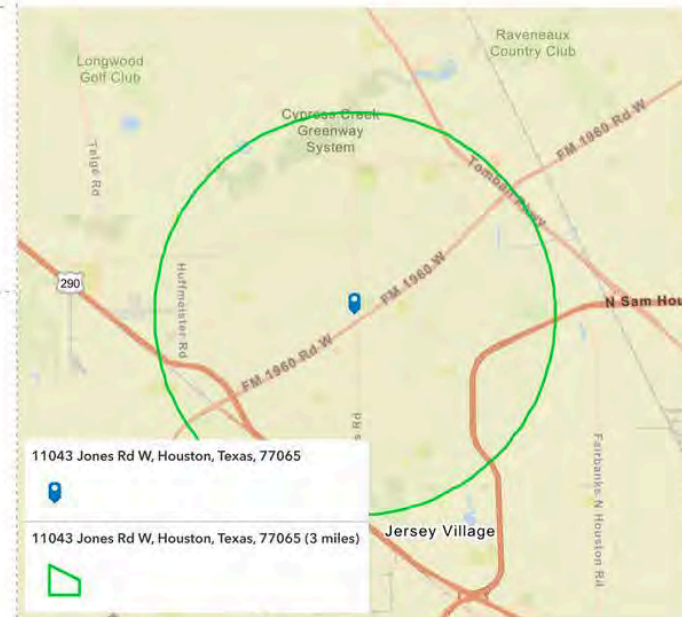 Longwood
Golf Club
Raveneaux
Country Club
Cypress Creek
Greenway
System
Telge Rd
FM 1960 Rd W
Tomball Pkwy
290
Huffmeister Rd
FM 1960 W
N Sam Hou
FM 1960 Rd W
s Rd
Fairbanks N Houston Rd
11043 Jones Rd W, Houston, Texas, 77065
11043 Jones Rd W, Houston, Texas, 77065 (3 miles)
Jersey Village